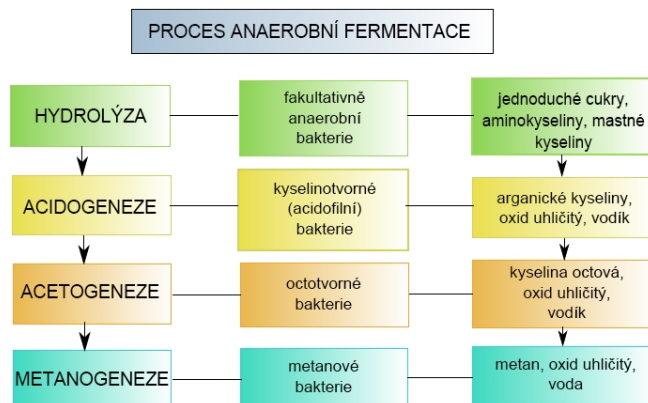 PROCES ANAEROBNÍ FERMENTACE
HYDROLÝZA
fakultativně
anaerobní
bakterie
jednoduché cukry,
aminokyseliny, mastné
kyseliny
ACIDOGENEZE
kyselinotvorné
(acidofilní)
bakterie
arganické kyseliny,
oxid uhličitý, vodík
ACETOGENEZE
octotvorné
bakterie
kyselina octová,
oxid uhličitý,
vodík
METANOGENEZE
metanové
bakterie
metan, oxid uhličitý,
voda